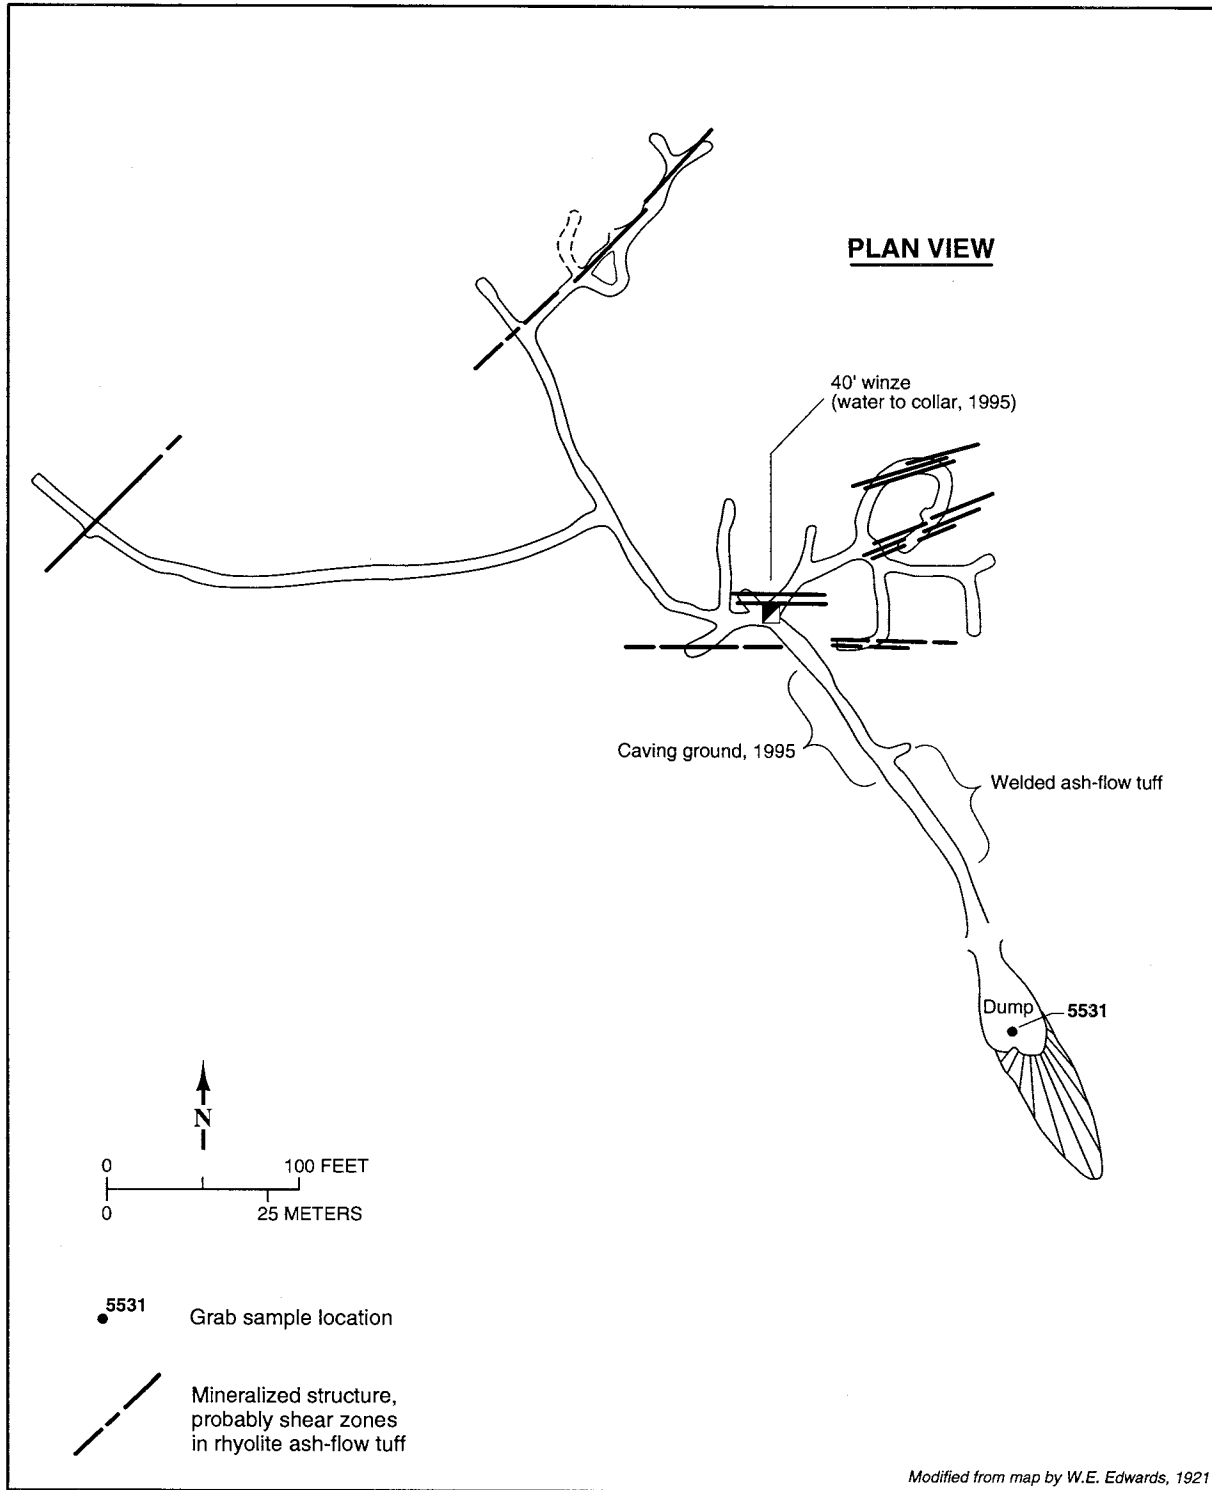 PLAN VIEW
40' winze
(water to collar, 1995)
Caving ground, 1995
Welded ash-flow tuff
Dump
5531
N
0 100 FEET
0 25 METERS
5531
Grab sample location
Mineralized structure,
probably shear zones
in rhyolite ash-flow tuff
Modified from map by W.E. Edwards, 1921